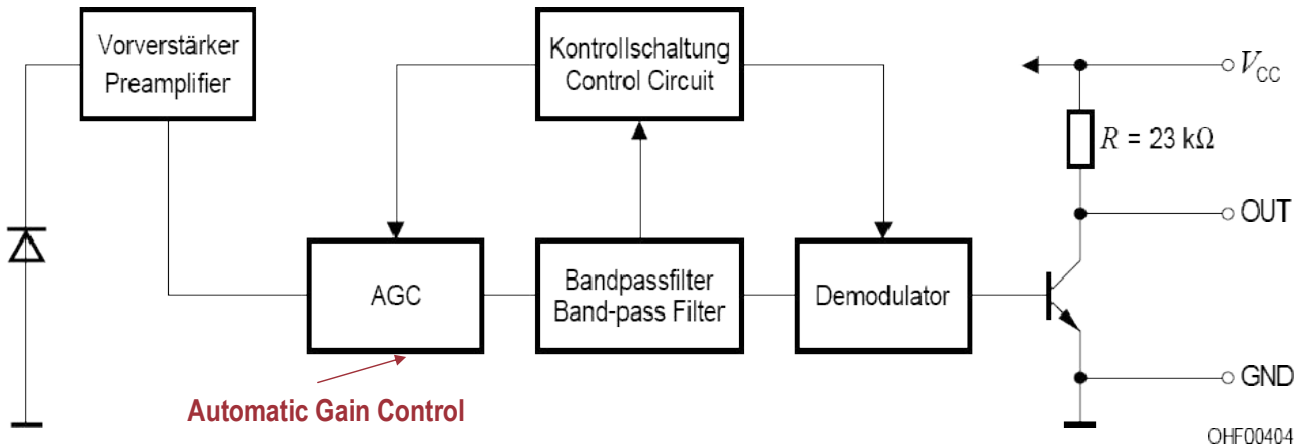 Vorverstärker
Preamplifier
Kontrollschaltung
Control Circuit
V_CC
R = 23 kΩ
OUT
AGC
Bandpassfilter
Band-pass Filter
Demodulator
GND
Automatic Gain Control
OHF00404